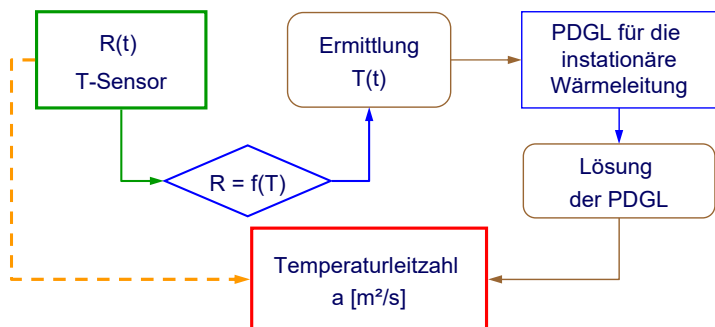 R(t)
T-Sensor
Ermittlung
T(t)
PDGL für die
instationäre
Wärmeleitung
R = f(T)
Lösung
der PDGL
Temperaturleitzahl
a [m²/s]